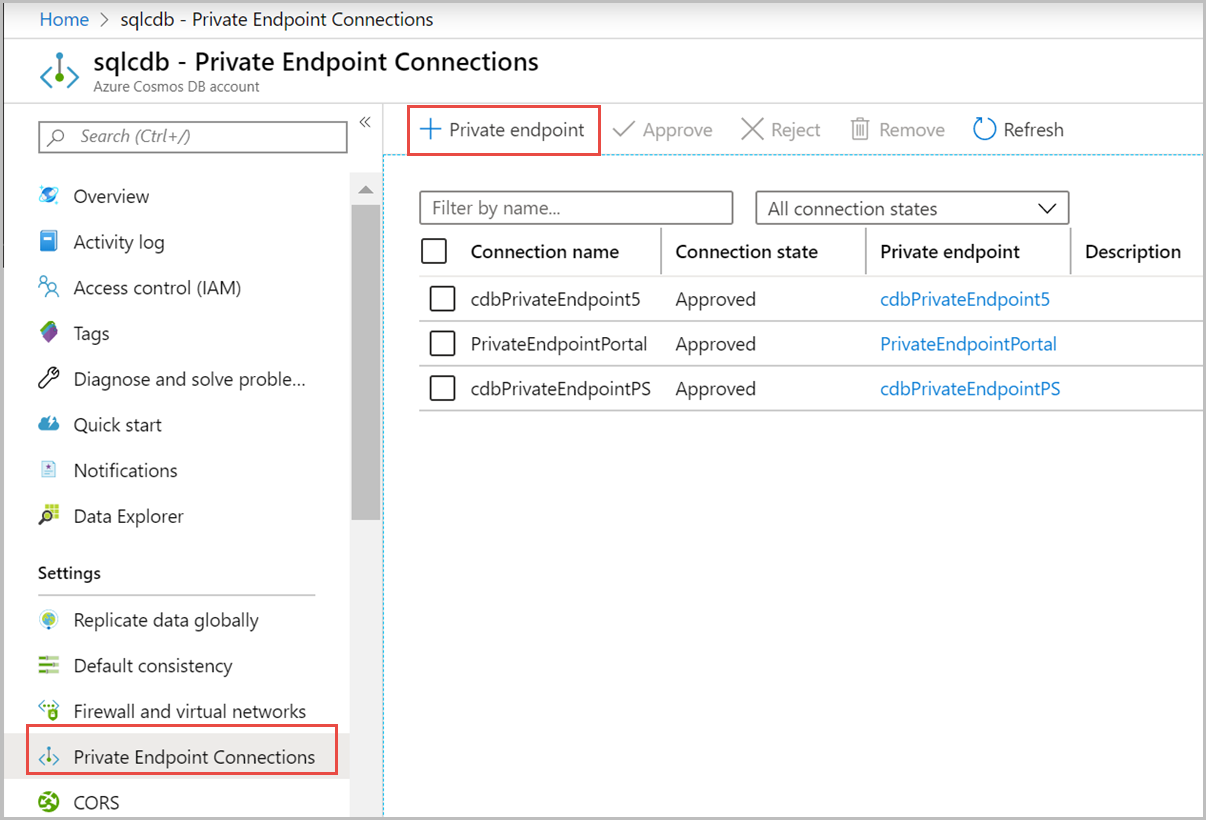 Home > sqlcdb - Private Endpoint Connections
sqlcdb - Private Endpoint Connections
Azure Cosmos DB account
Search (Ctrl+/)
«
Overview
Activity log
Access control (IAM)
Tags
Diagnose and solve proble...
Quick start
Notifications
Data Explorer
Settings
Replicate data globally
Default consistency
Firewall and virtual networks
Private Endpoint Connections
CORS
+ Private endpoint Approve Reject Remove Refresh
Filter by name... All connection states
Connection name Connection state Private endpoint Description
cdbPrivateEndpoint5 Approved cdbPrivateEndpoint5
PrivateEndpointPortal Approved PrivateEndpointPortal
cdbPrivateEndpointPS Approved cdbPrivateEndpointPS